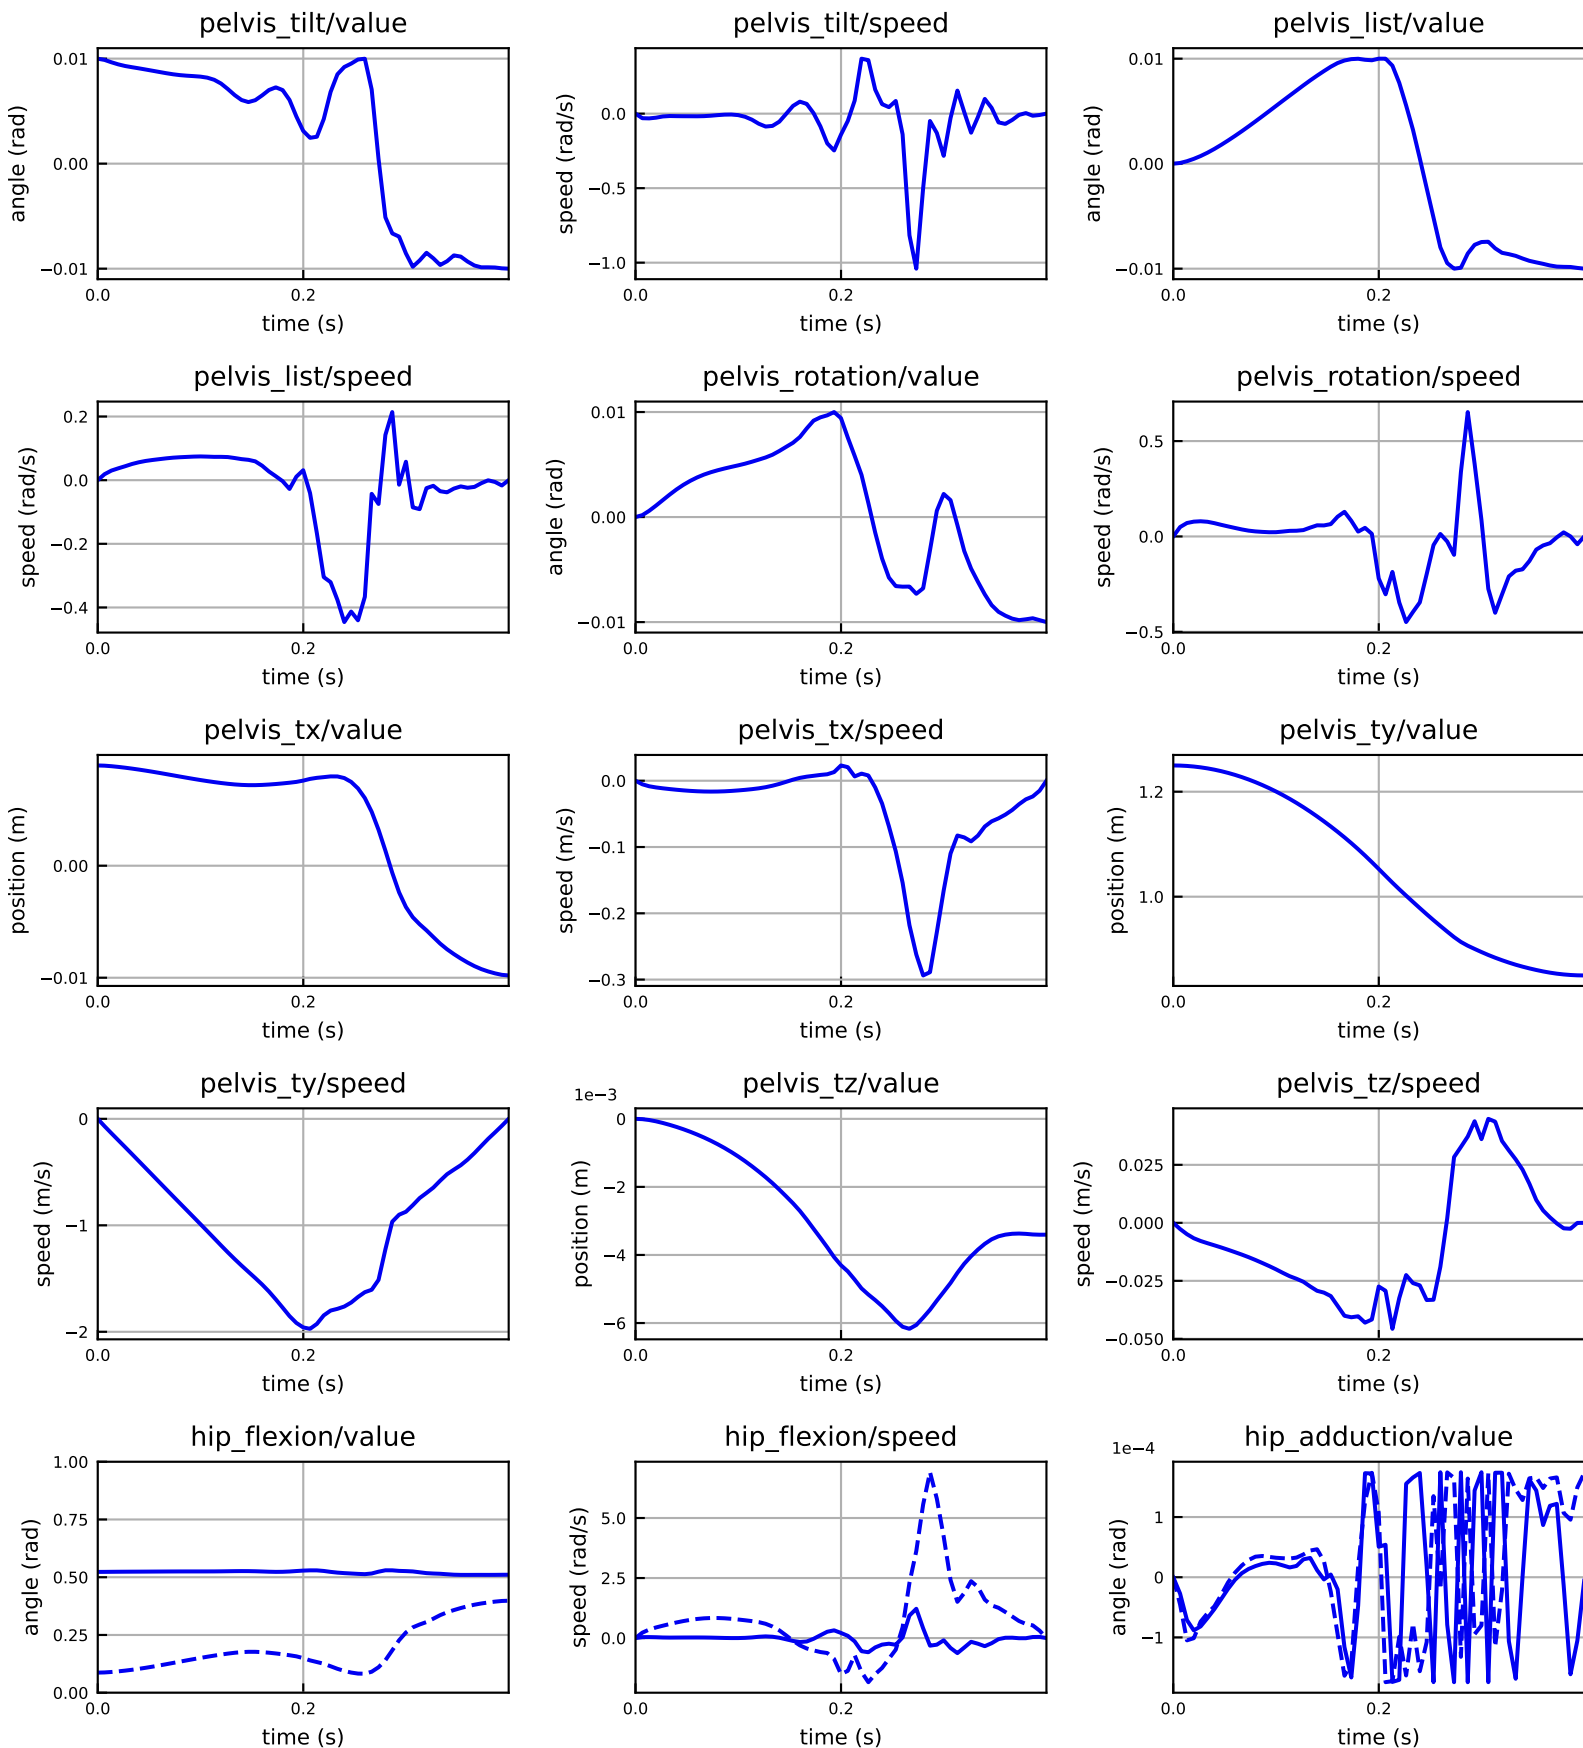 pelvis_tilt/value
angle (rad)
0.01
0.00
−0.01
0.0
0.2
time (s)
pelvis_tilt/speed
speed (rad/s)
0.0
−0.5
−1.0
0.0
0.2
time (s)
pelvis_list/value
angle (rad)
0.01
0.00
−0.01
0.0
0.2
time (s)
pelvis_list/speed
speed (rad/s)
0.2
0.0
−0.2
−0.4
0.0
0.2
time (s)
pelvis_rotation/value
angle (rad)
0.01
0.00
−0.01
0.0
0.2
time (s)
pelvis_rotation/speed
speed (rad/s)
0.5
0.0
−0.5
0.0
0.2
time (s)
pelvis_tx/value
position (m)
0.00
−0.01
0.0
0.2
time (s)
pelvis_tx/speed
speed (m/s)
0.0
−0.1
−0.2
−0.3
0.0
0.2
time (s)
pelvis_ty/value
position (m)
1.2
1.0
0.0
0.2
time (s)
pelvis_ty/speed
speed (m/s)
0
−1
−2
0.0
0.2
time (s)
pelvis_tz/value
1e−3
position (m)
0
−2
−4
−6
0.0
0.2
time (s)
pelvis_tz/speed
speed (m/s)
0.025
0.000
−0.025
−0.050
0.0
0.2
time (s)
hip_flexion/value
angle (rad)
1.00
0.75
0.50
0.25
0.00
0.0
0.2
time (s)
hip_flexion/speed
speed (rad/s)
5.0
2.5
0.0
0.0
0.2
time (s)
hip_adduction/value
1e−4
angle (rad)
1
0
−1
0.0
0.2
time (s)